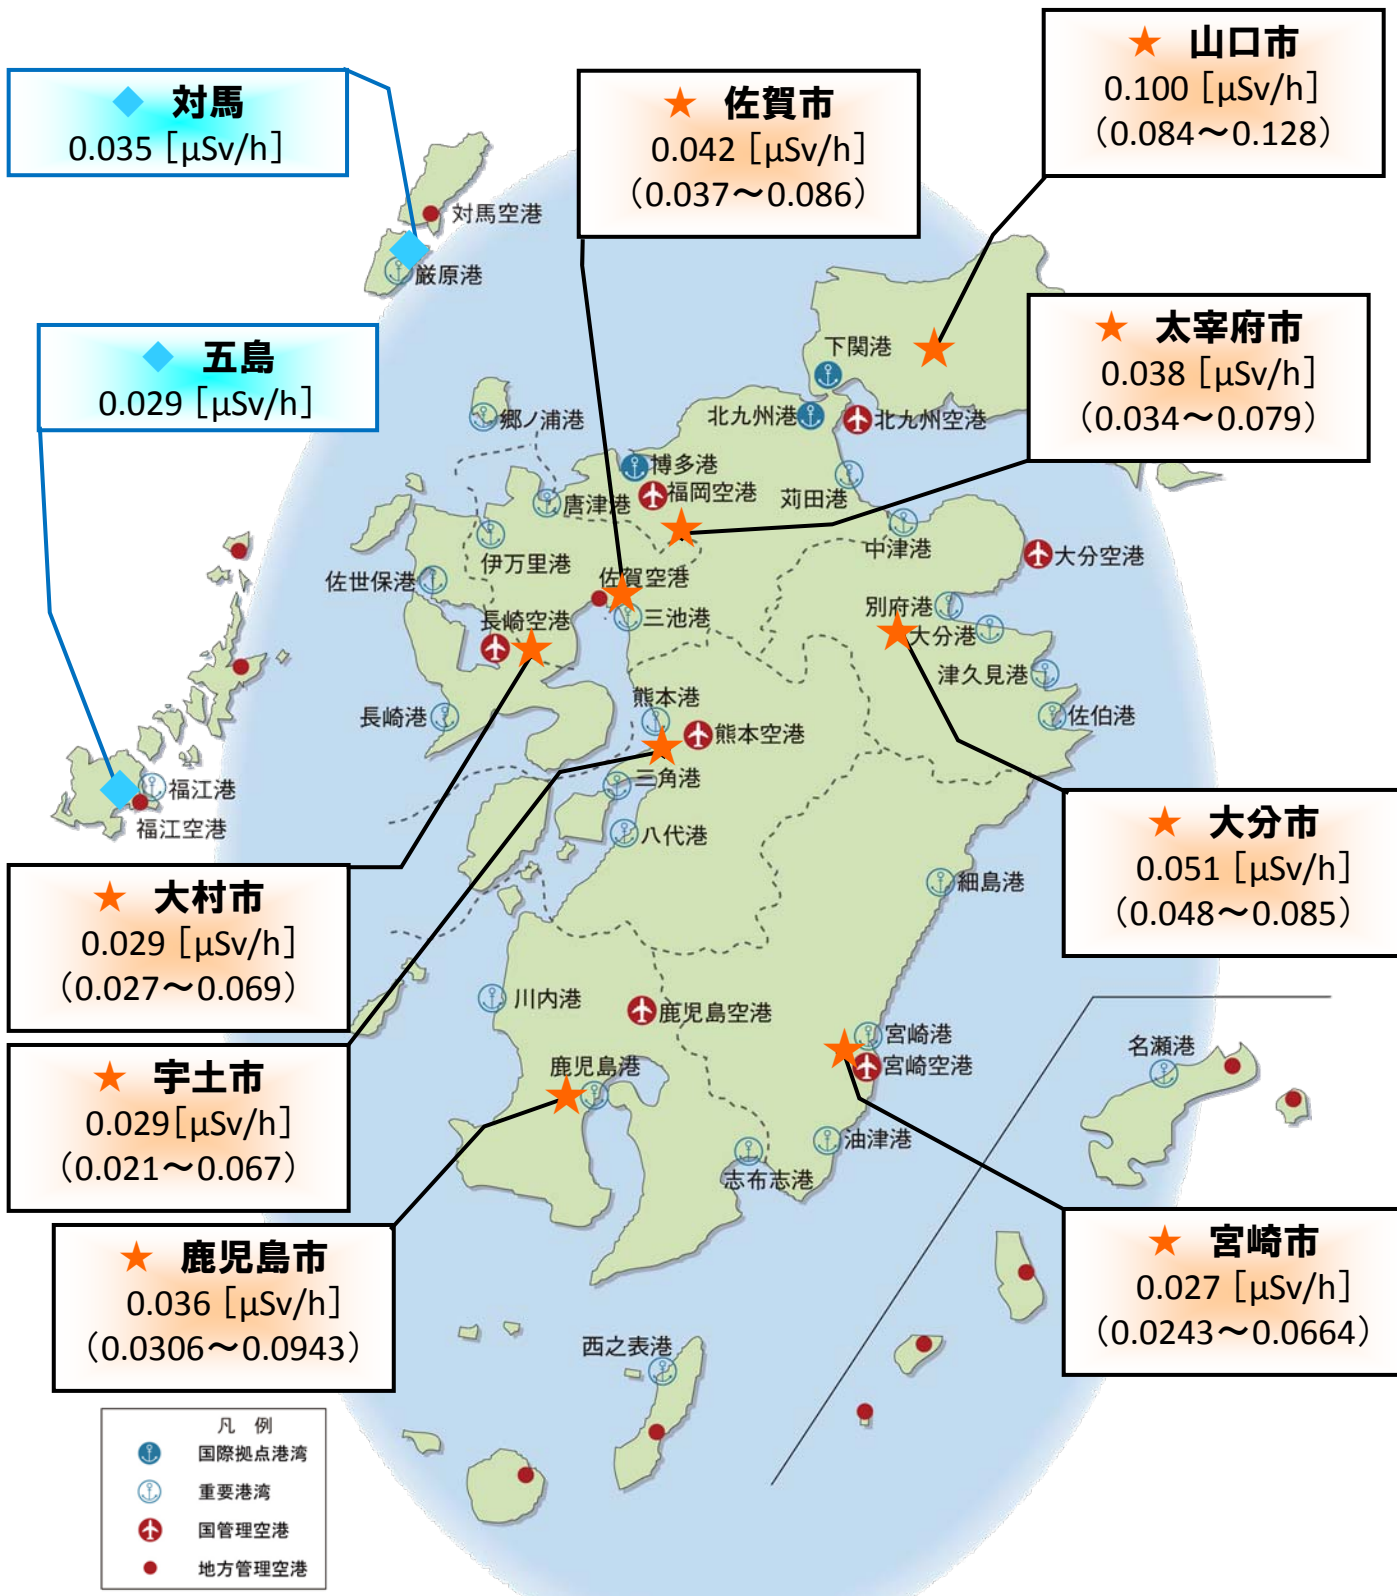 山口市
0.100 [μSv/h]
（0.084～0.128）
対馬
0.035 [μSv/h]
佐賀市
0.042 [μSv/h]
（0.037～0.086）
対馬空港
厳原港
太宰府市
0.038 [μSv/h]
（0.034～0.079）
五島
0.029 [μSv/h]
下関港
郷ノ浦港
北九州港
北九州空港
博多港
福岡空港
苅田港
唐津港
中津港
伊万里港
大分空港
佐世保港
佐賀空港
別府港
三池港
長崎空港
大分港
津久見港
長崎港
熊本港
佐伯港
熊本空港
三角港
福江港
福江空港
八代港
大分市
0.051 [μSv/h]
（0.048～0.085）
大村市
0.029 [μSv/h]
（0.027～0.069）
細島港
川内港
鹿児島空港
宮崎港
宮崎空港
名瀬港
宇土市
0.029[μSv/h]
（0.021～0.067）
鹿児島港
油津港
志布志港
鹿児島市
0.036 [μSv/h]
（0.0306～0.0943）
宮崎市
0.027 [μSv/h]
（0.0243～0.0664）
西之表港
凡 例
国際拠点港湾
重要港湾
国管理空港
地方管理空港